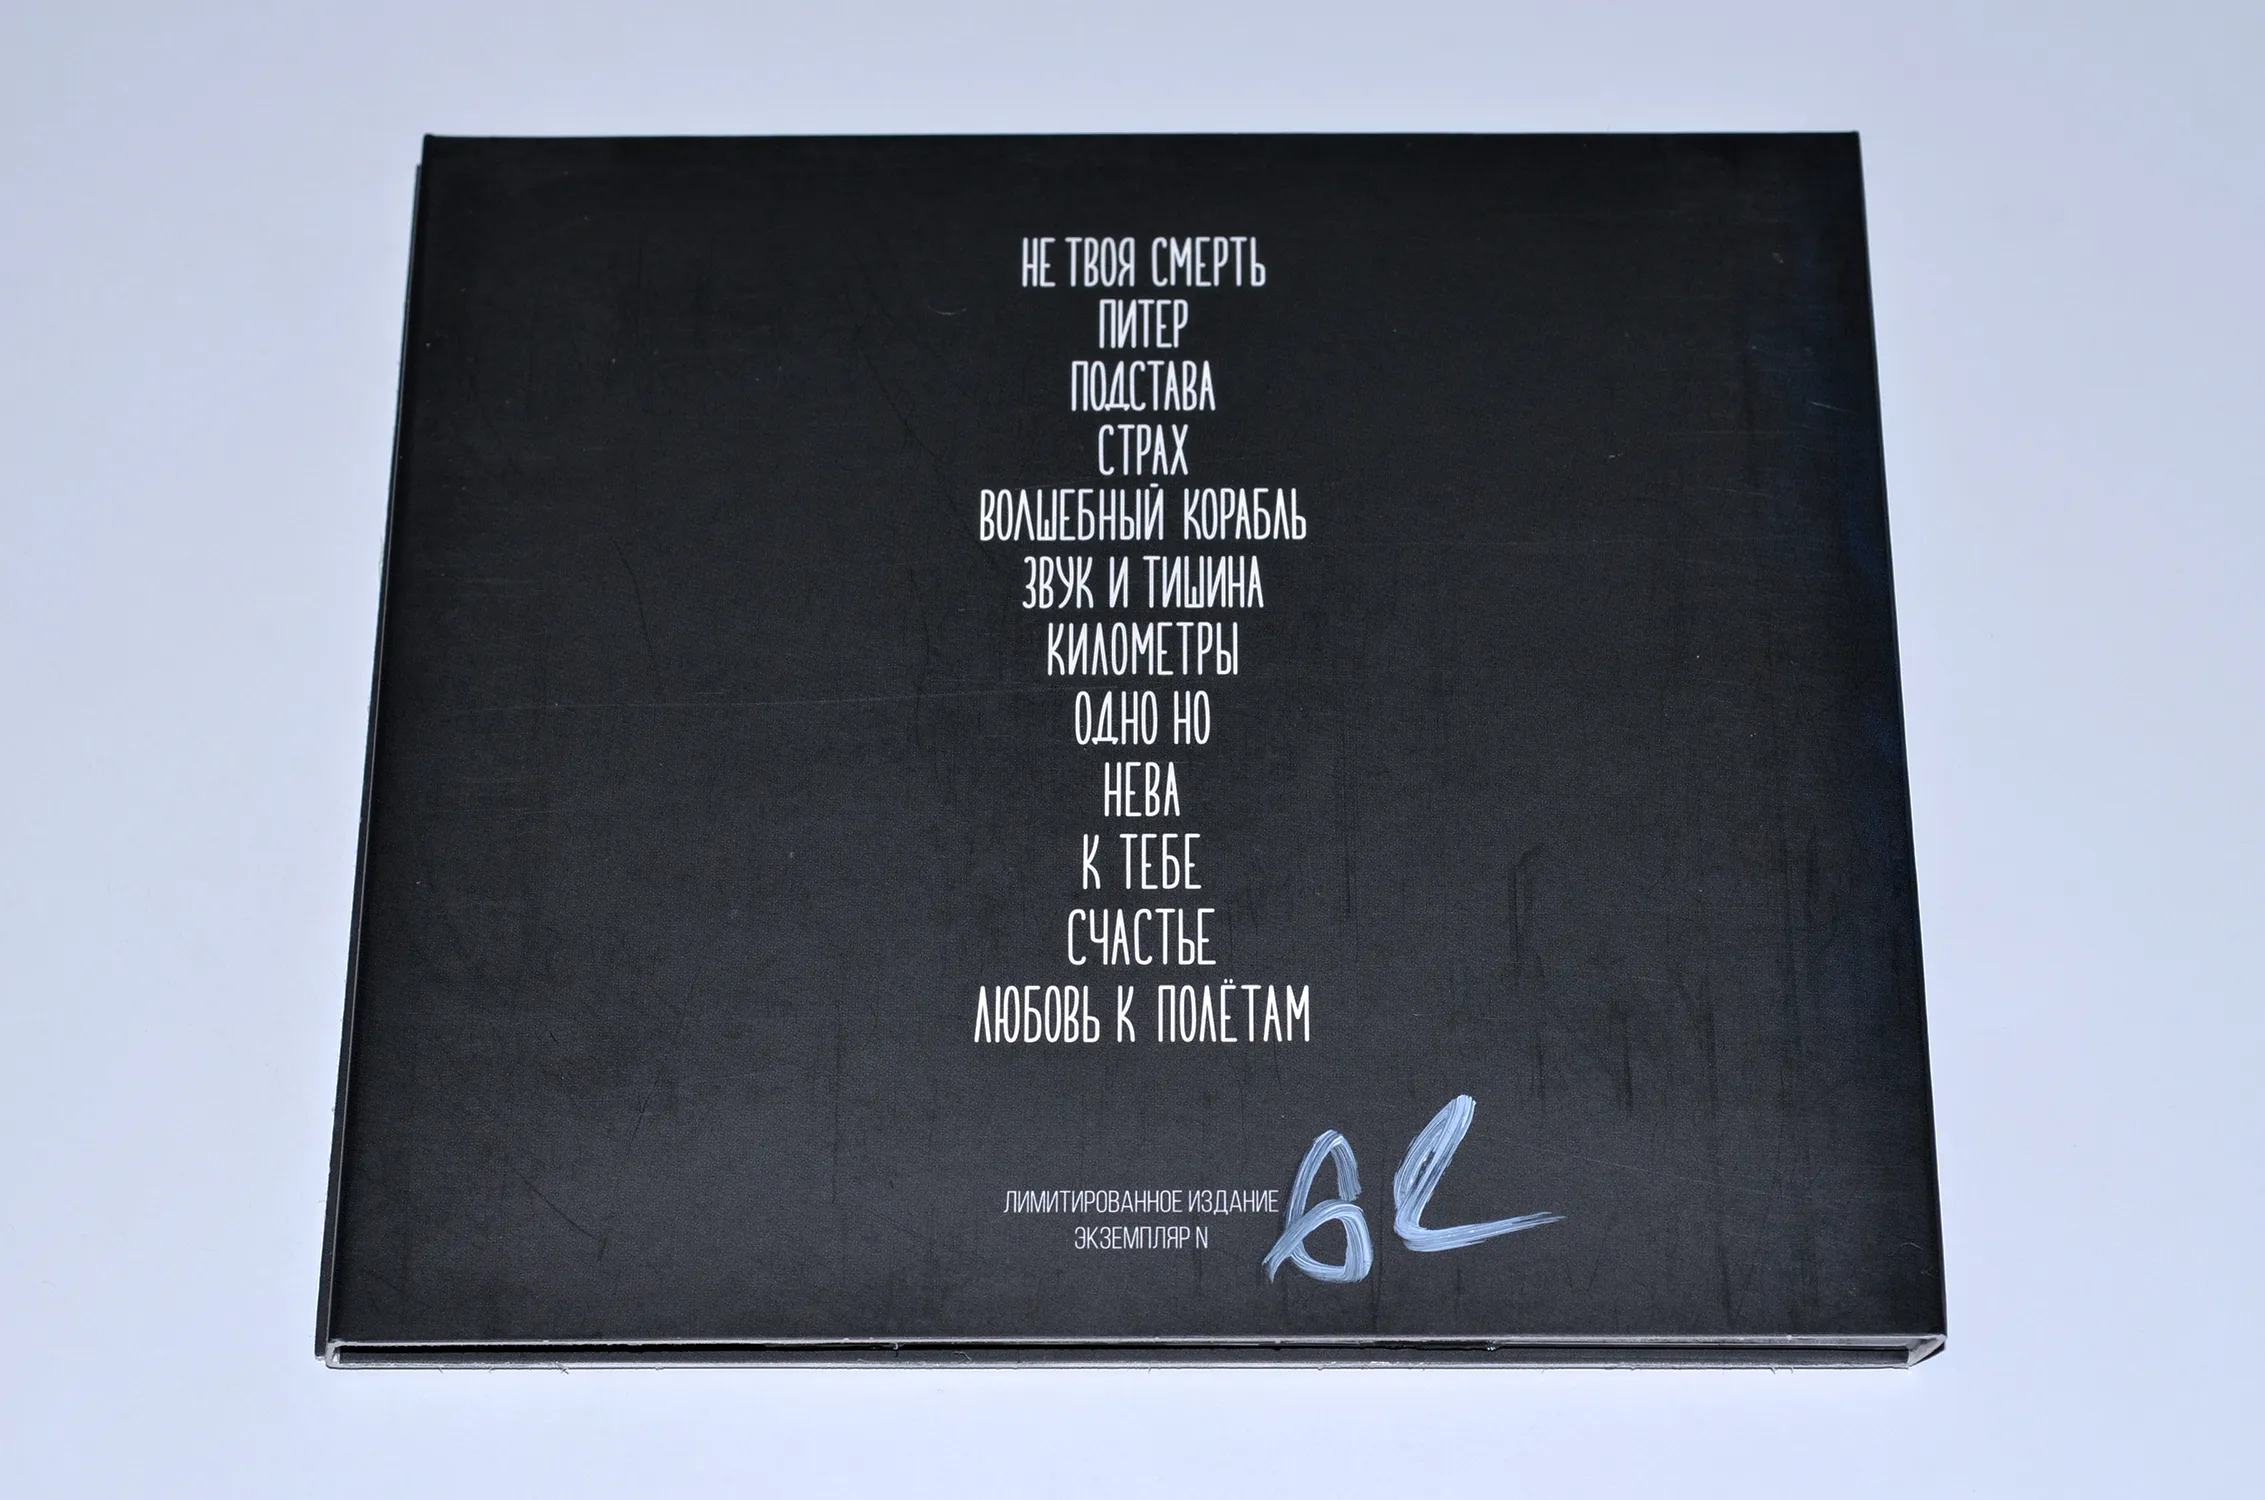 НЕ ТВОЯ СМЕРТЬ
ПИТЕР
ПОДСТАВА
СТРАХ
ВОЛШЕБНЫЙ КОРАБЛЬ
ЗВУК И ТИШИНА
КИЛОМЕТРЫ
ОДНО НО
НЕВА
К ТЕБЕ
СЧАСТЬЕ
ЛЮБОВЬ К ПОЛЁТАМ
ЛИМИТИРОВАННОЕ ИЗДАНИЕ
ЭКЗЕМПЛЯР N